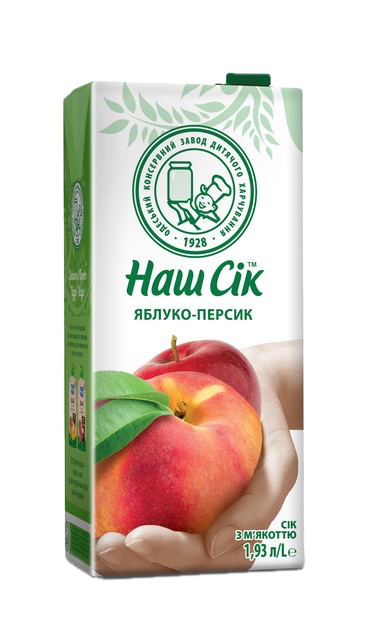 ОДЕСЬКИЙ КОНСЕРВНИЙ ЗАВОД ДИТЯЧОГО ХАРЧУВАННЯ
• 1928 •
Наш Сік™
ЯБЛУКО-ПЕРСИК
СІК
З М'ЯКОТТЮ
1,93 л/L℮